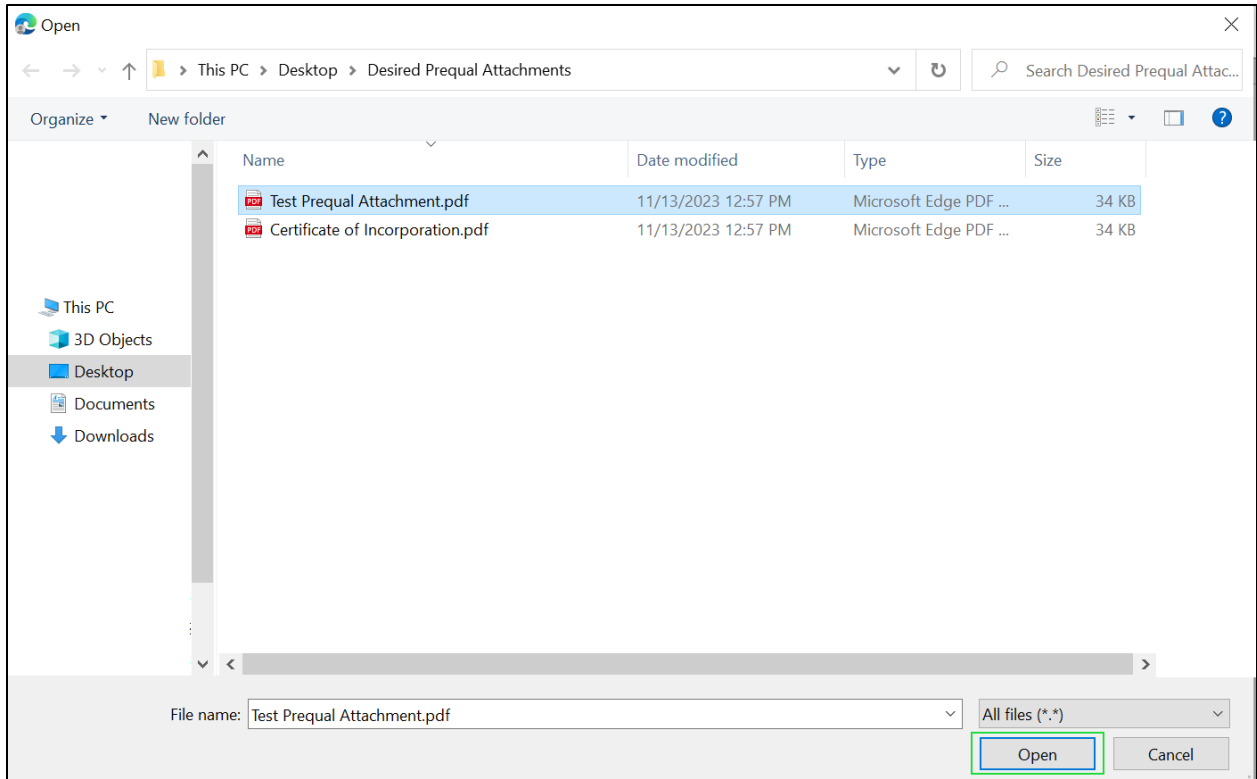 Open
This PC > Desktop > Desired Prequal Attachments
Search Desired Prequal Attac...
Organize
New folder
?
Name Date modified Type Size
PDF Test Prequal Attachment.pdf 11/13/2023 12:57 PM Microsoft Edge PDF ... 34 KB
PDF Certificate of Incorporation.pdf 11/13/2023 12:57 PM Microsoft Edge PDF ... 34 KB
This PC
3D Objects
Desktop
Documents
Downloads
File name: Test Prequal Attachment.pdf All files (*.*)
Open Cancel